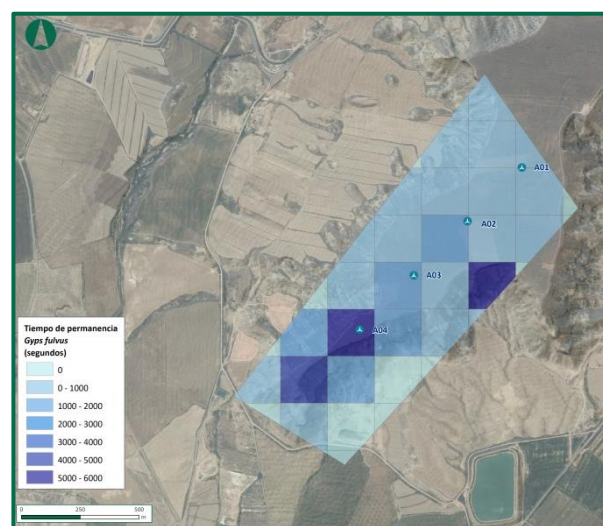 A01
A02
A03
A04
Tiempo de permanencia
Gyps fulvus
(segundos)
0
0 - 1000
1000 - 2000
2000 - 3000
3000 - 4000
4000 - 5000
5000 - 6000
0 250 500
m